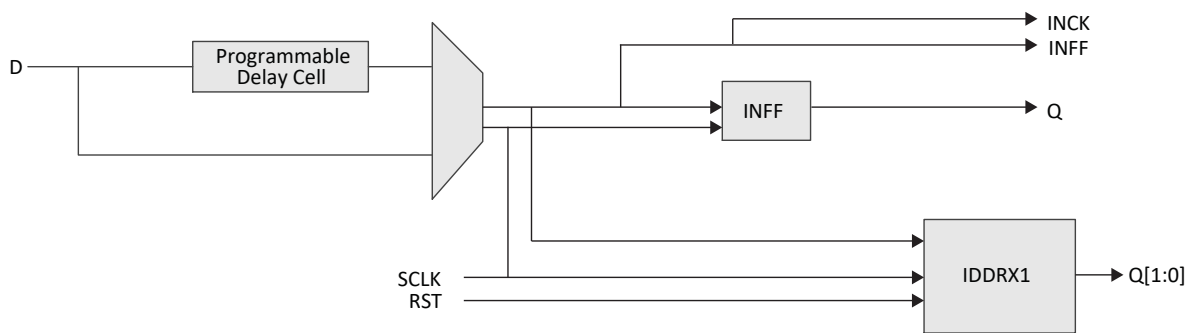 INCK
INFF
D
Programmable
Delay Cell
INFF
Q
SCLK
RST
IDDRX1
Q[1:0]